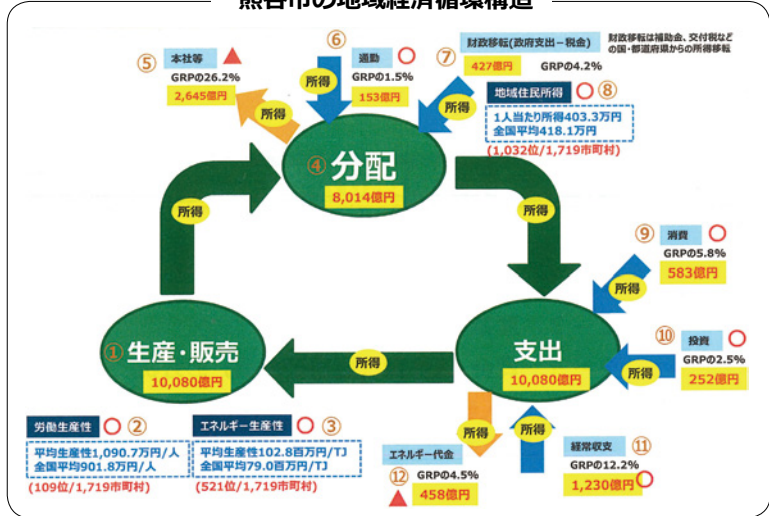 熊谷市の地域経済循環構造
⑤ 本社等 ▲
GRPの26.2%
2,645億円
所得
⑥
通勤 ○
GRPの1.5%
153億円
所得
⑦ 財政移転(政府支出－税金)
427億円 GRPの4.2%
所得
財政移転は補助金、交付税など
の国・都道府県からの所得移転
地域住民所得 ○ ⑧
1人当たり所得403.3万円
全国平均418.1万円
(1,032位/1,719市町村)
④ 分配
8,014億円
所得
所得
⑨ 消費 ○
GRPの5.8%
583億円
所得
① 生産・販売
10,080億円
所得
支出
10,080億円
⑩ 投資 ○
GRPの2.5%
252億円
所得
労働生産性 ○ ②
平均生産性1,090.7万円/人
全国平均901.8万円/人
(109位/1,719市町村)
エネルギー生産性 ○ ③
平均生産性102.8百万円/TJ
全国平均79.0百万円/TJ
(521位/1,719市町村)
所得
エネルギー代金
⑫ GRPの4.5%
▲ 458億円
所得
経常収支 ⑪
GRPの12.2%
1,230億円 ○